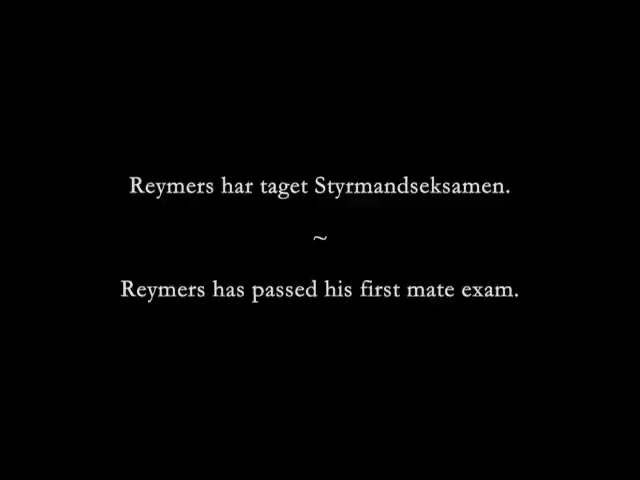 Reymers har taget Styrmandseksamen.
~
Reymers has passed his first mate exam.